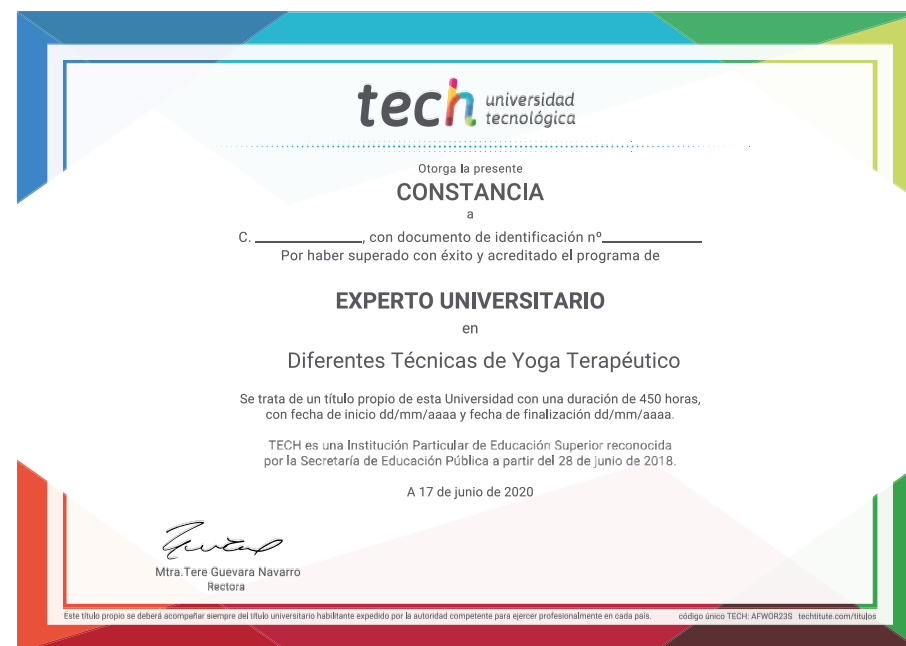 tech universidad
tecnológica
Otorga la presente
CONSTANCIA
a
C. ______________, con documento de identificación nº_____________
Por haber superado con éxito y acreditado el programa de
EXPERTO UNIVERSITARIO
en
Diferentes Técnicas de Yoga Terapéutico
Se trata de un título propio de esta Universidad con una duración de 450 horas,
con fecha de inicio dd/mm/aaaa y fecha de finalización dd/mm/aaaa.
TECH es una Institución Particular de Educación Superior reconocida
por la Secretaría de Educación Pública a partir del 28 de junio de 2018.
A 17 de junio de 2020
Mtra.Tere Guevara Navarro
Rectora
Este título propio se deberá acompañar siempre del título universitario habilitante expedido por la autoridad competente para ejercer profesionalmente en cada país. código único TECH: AFWOR23S techtitute.com/titulos